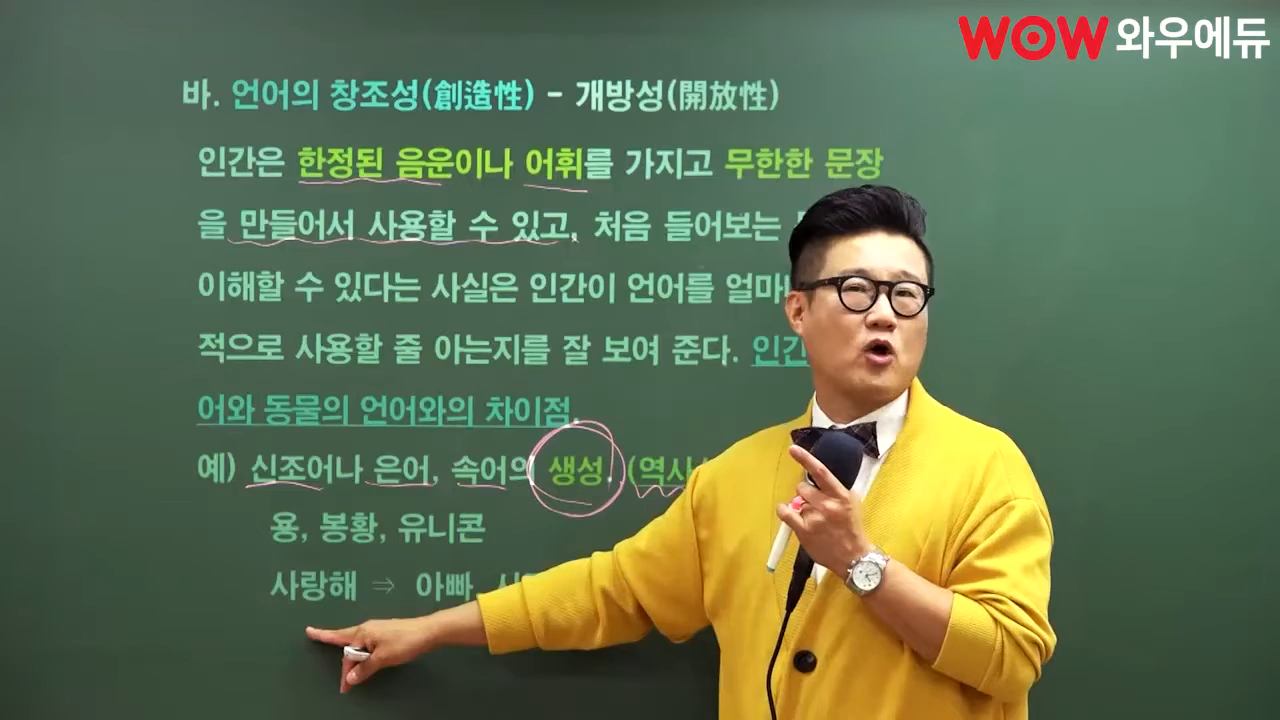 WOW 와우에듀
바. 언어의 창조성(創造性) - 개방성(開放性)
인간은 한정된 음운이나 어휘를 가지고 무한한 문장
을 만들어서 사용할 수 있고, 처음 들어보는
이해할 수 있다는 사실은 인간이 언어를
적으로 사용할 줄 아는지를 잘 보여 준다. 인간
어와 동물의 언어와의 차이점.
예) 신조어나 은어, 속어의 생성, (역사
용, 봉황, 유니콘
사랑해 ⇒ 아빠,